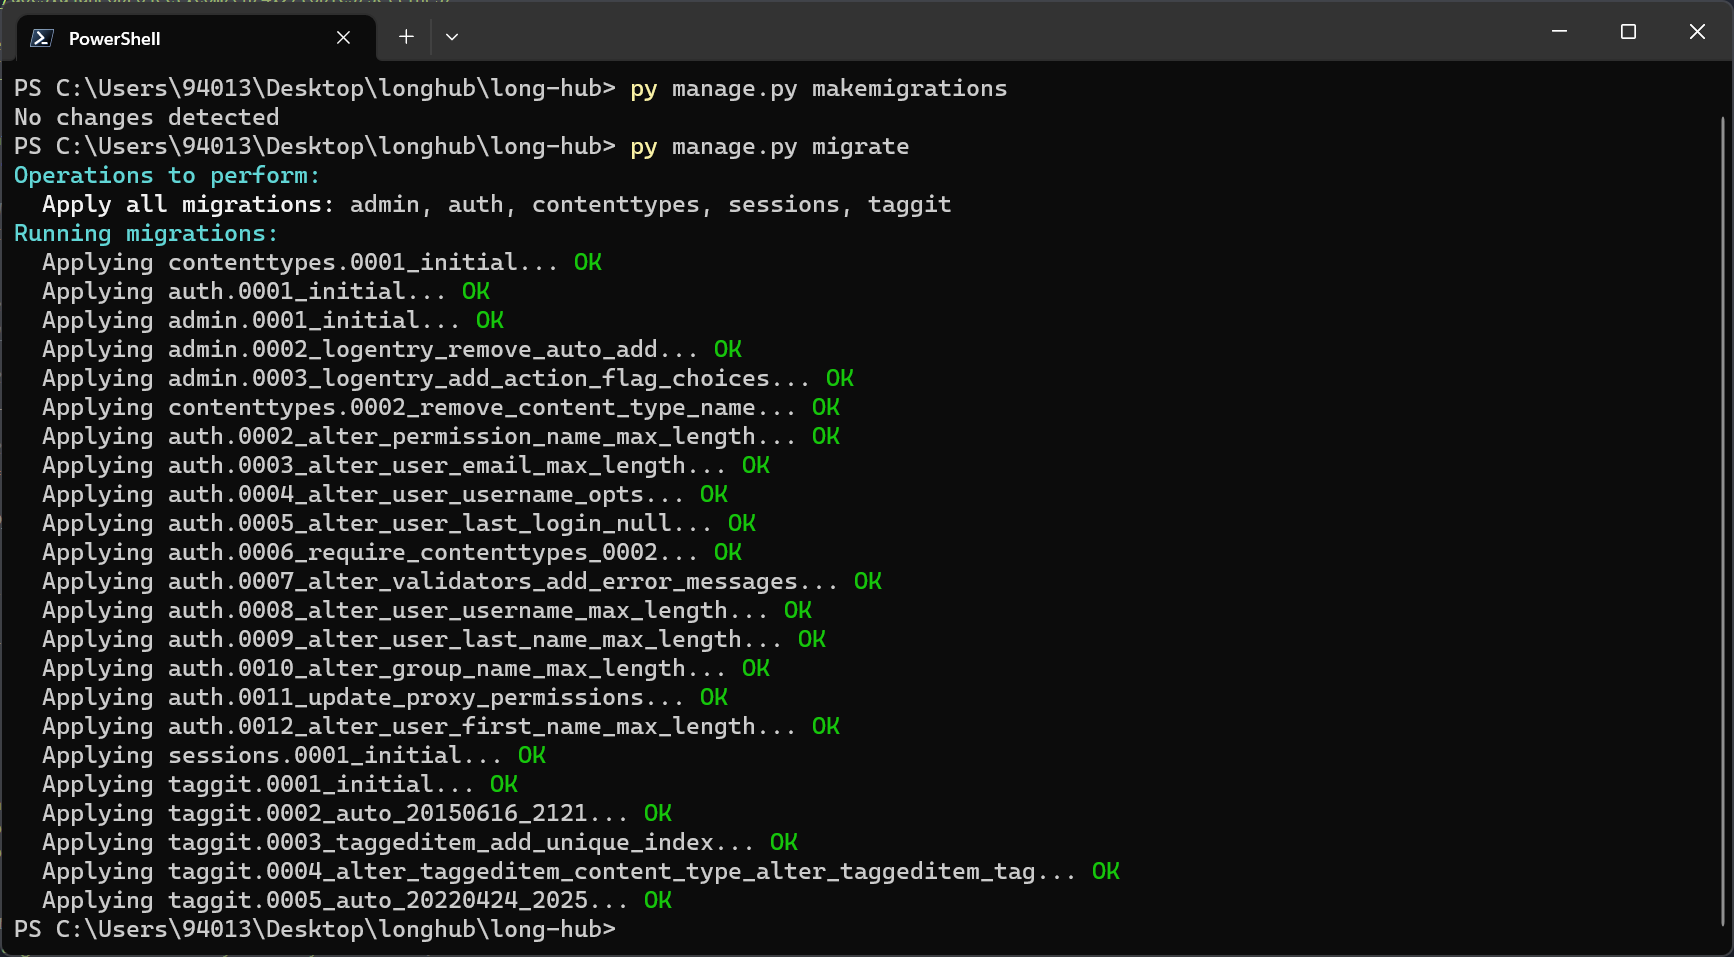 PowerShell
PS C:\Users\94013\Desktop\longhub\long-hub> py manage.py makemigrations
No changes detected
PS C:\Users\94013\Desktop\longhub\long-hub> py manage.py migrate
Operations to perform:
  Apply all migrations: admin, auth, contenttypes, sessions, taggit
Running migrations:
  Applying contenttypes.0001_initial... OK
  Applying auth.0001_initial... OK
  Applying admin.0001_initial... OK
  Applying admin.0002_logentry_remove_auto_add... OK
  Applying admin.0003_logentry_add_action_flag_choices... OK
  Applying contenttypes.0002_remove_content_type_name... OK
  Applying auth.0002_alter_permission_name_max_length... OK
  Applying auth.0003_alter_user_email_max_length... OK
  Applying auth.0004_alter_user_username_opts... OK
  Applying auth.0005_alter_user_last_login_null... OK
  Applying auth.0006_require_contenttypes_0002... OK
  Applying auth.0007_alter_validators_add_error_messages... OK
  Applying auth.0008_alter_user_username_max_length... OK
  Applying auth.0009_alter_user_last_name_max_length... OK
  Applying auth.0010_alter_group_name_max_length... OK
  Applying auth.0011_update_proxy_permissions... OK
  Applying auth.0012_alter_user_first_name_max_length... OK
  Applying sessions.0001_initial... OK
  Applying taggit.0001_initial... OK
  Applying taggit.0002_auto_20150616_2121... OK
  Applying taggit.0003_taggeditem_add_unique_index... OK
  Applying taggit.0004_alter_taggeditem_content_type_alter_taggeditem_tag... OK
  Applying taggit.0005_auto_20220424_2025... OK
PS C:\Users\94013\Desktop\longhub\long-hub>